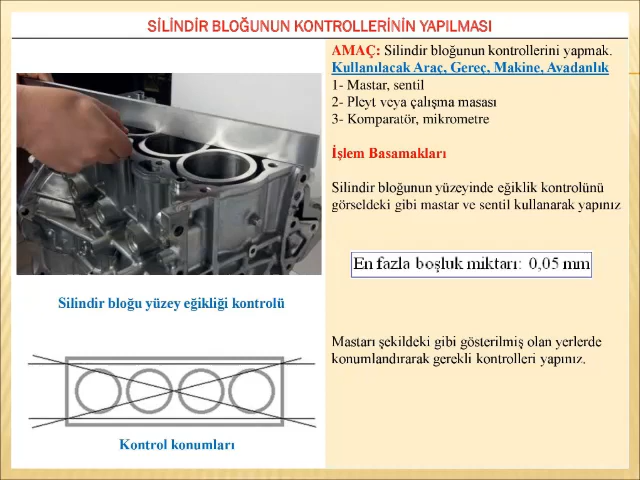 SİLİNDİR BLOĞUNUN KONTROLLERİNİN YAPILMASI
AMAÇ: Silindir bloğunun kontrollerini yapmak.
Kullanılacak Araç, Gereç, Makine, Avadanlık
1- Mastar, sentil
2- Pleyt veya çalışma masası
3- Komparatör, mikrometre
İşlem Basamakları
Silindir bloğunun yüzeyinde eğiklik kontrolünü
görseldeki gibi mastar ve sentil kullanarak yapınız
En fazla boşluk miktarı: 0,05 mm
Silindir bloğu yüzey eğikliği kontrolü
Mastarı şekildeki gibi gösterilmiş olan yerlerde
konumlandırarak gerekli kontrolleri yapınız.
Kontrol konumları